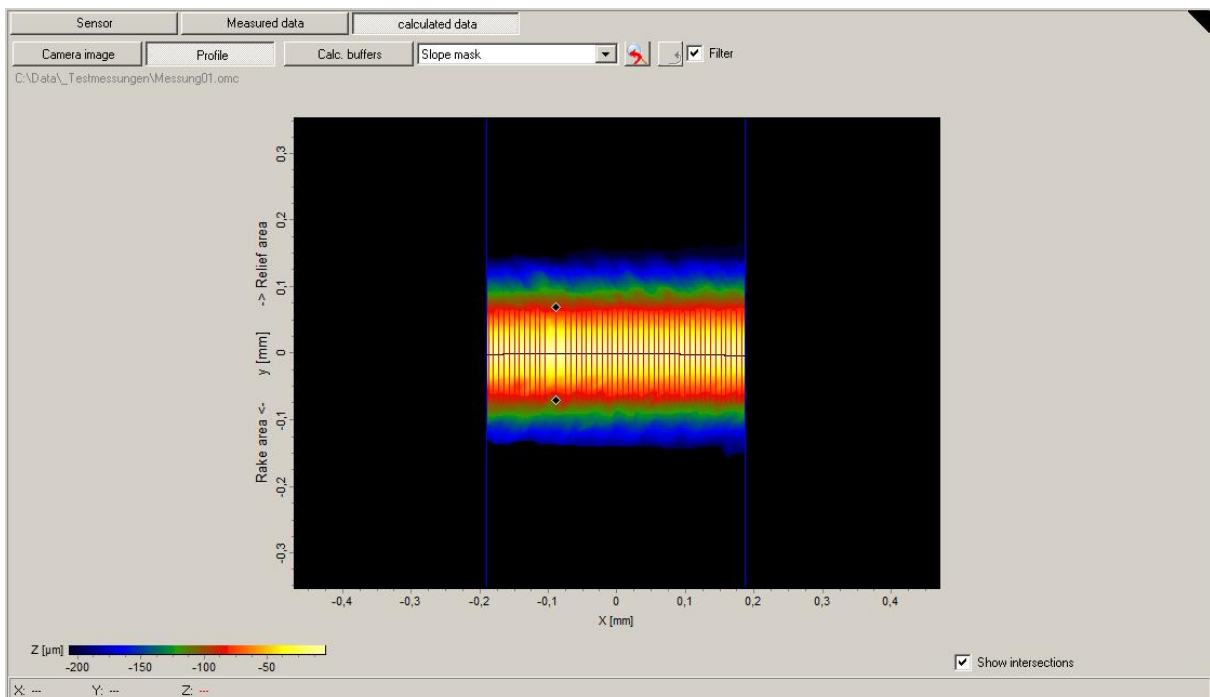 Sensor Measured data calculated data
Camera image Profile Calc. buffers Slope mask Filter
C:\Data\_Testmessungen\Messung01.omc
0,3
0,2
0,1
0
-0,1
-0,2
-0,3
Rake area <- y [mm] -> Relief area
-0,4 -0,3 -0,2 -0,1 0 0,1 0,2 0,3 0,4
X [mm]
Z [µm]
-200 -150 -100 -50
Show intersections
X: --- Y: --- Z: ---